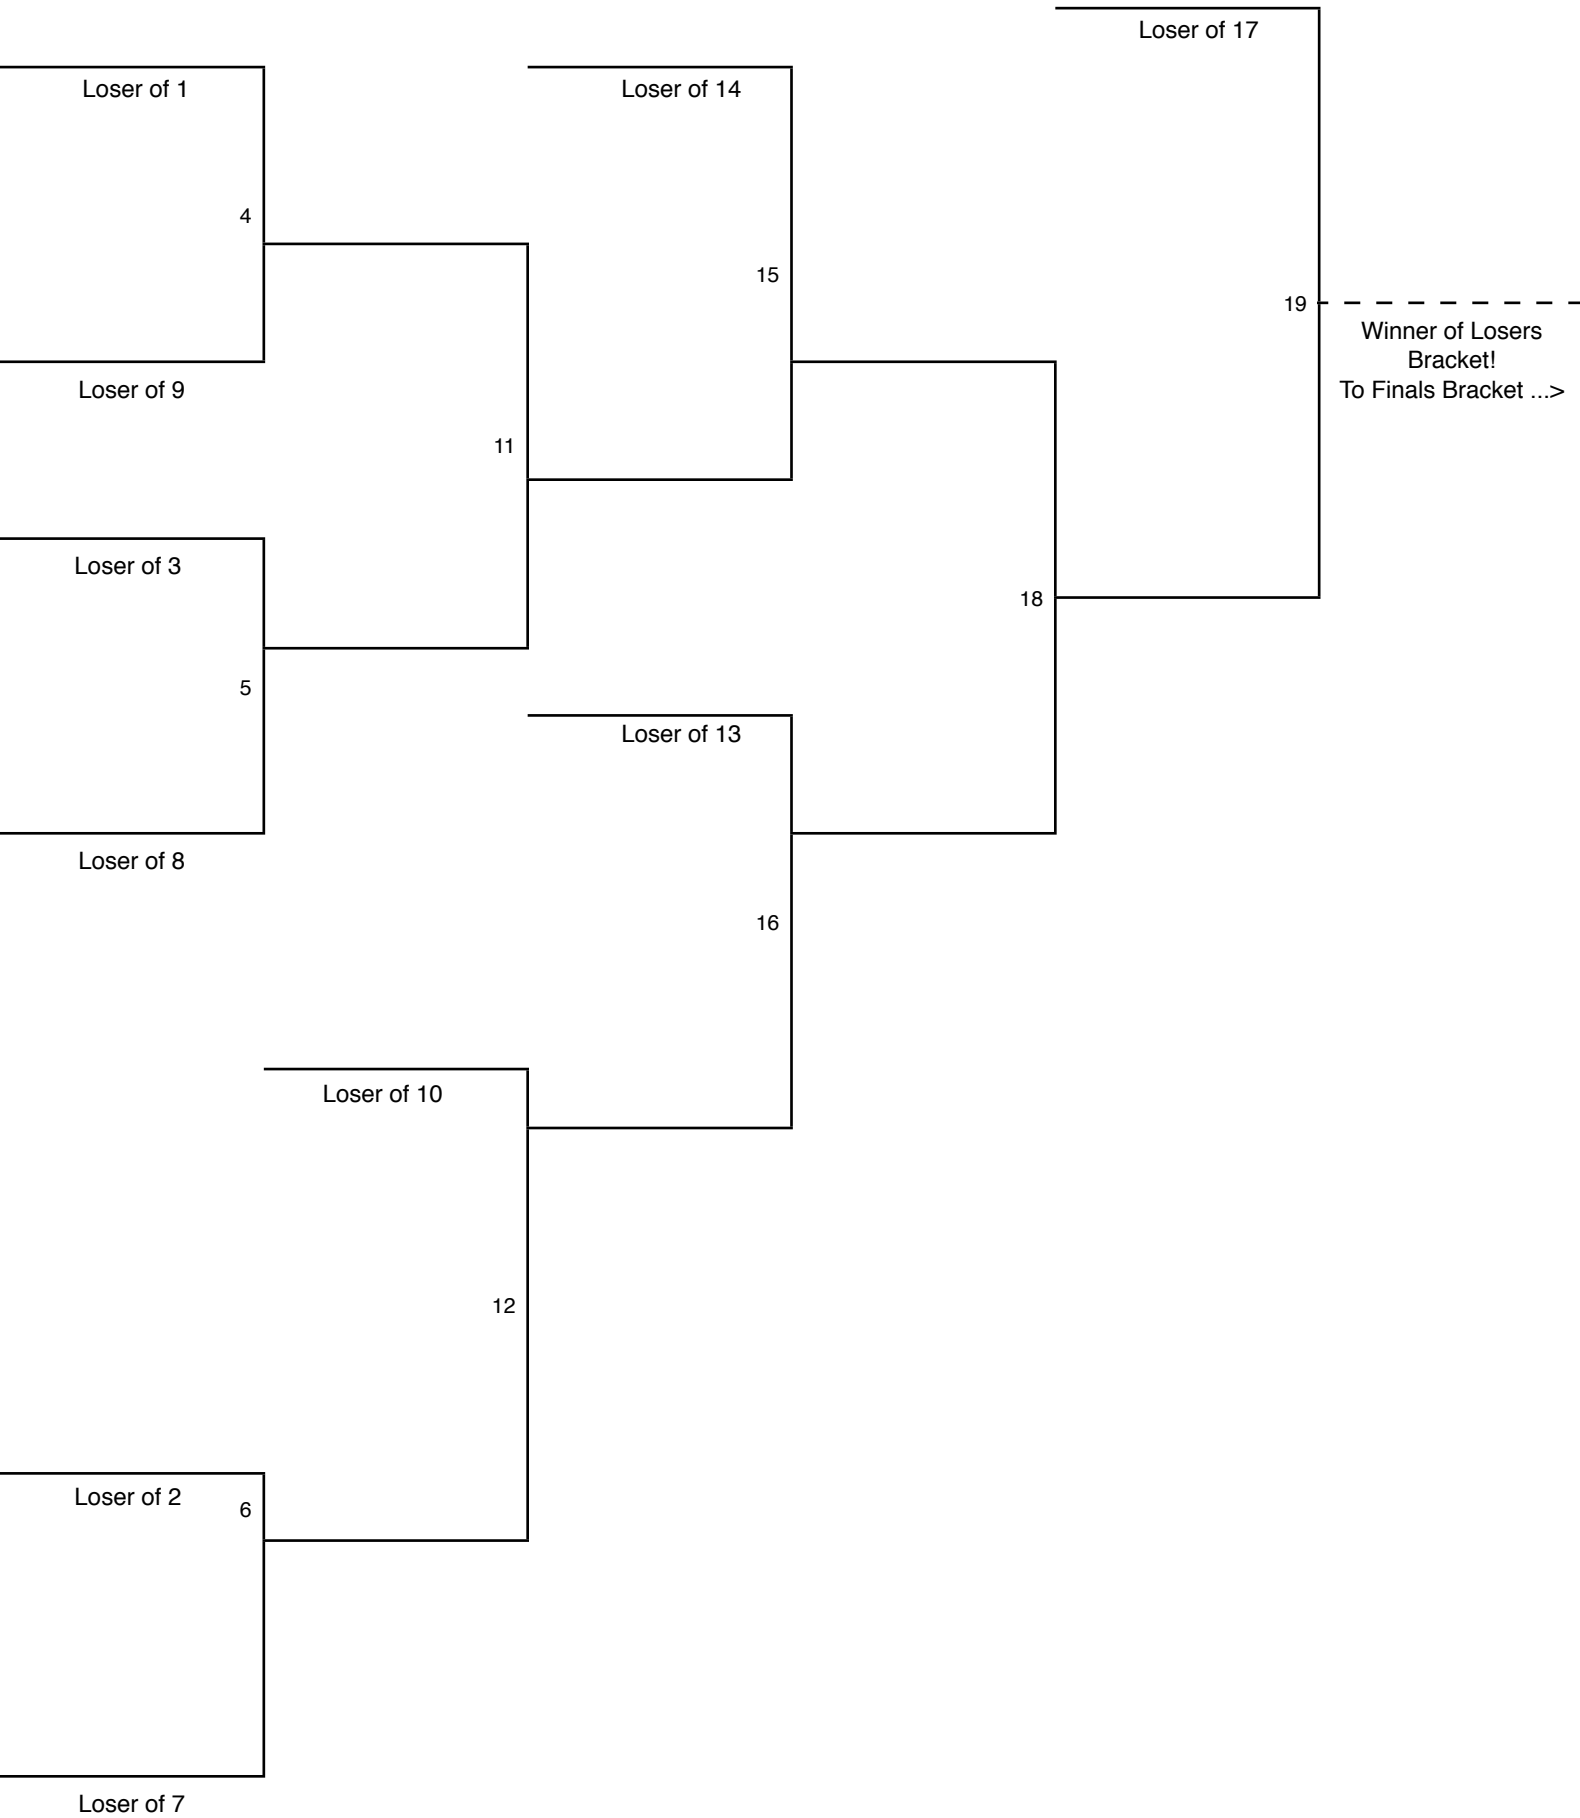 Loser of 17
Loser of 1
Loser of 14
4
15
19
Winner of Losers
Bracket!
To Finals Bracket ...>
Loser of 9
11
Loser of 3
18
5
Loser of 13
Loser of 8
16
Loser of 10
12
Loser of 2
6
Loser of 7